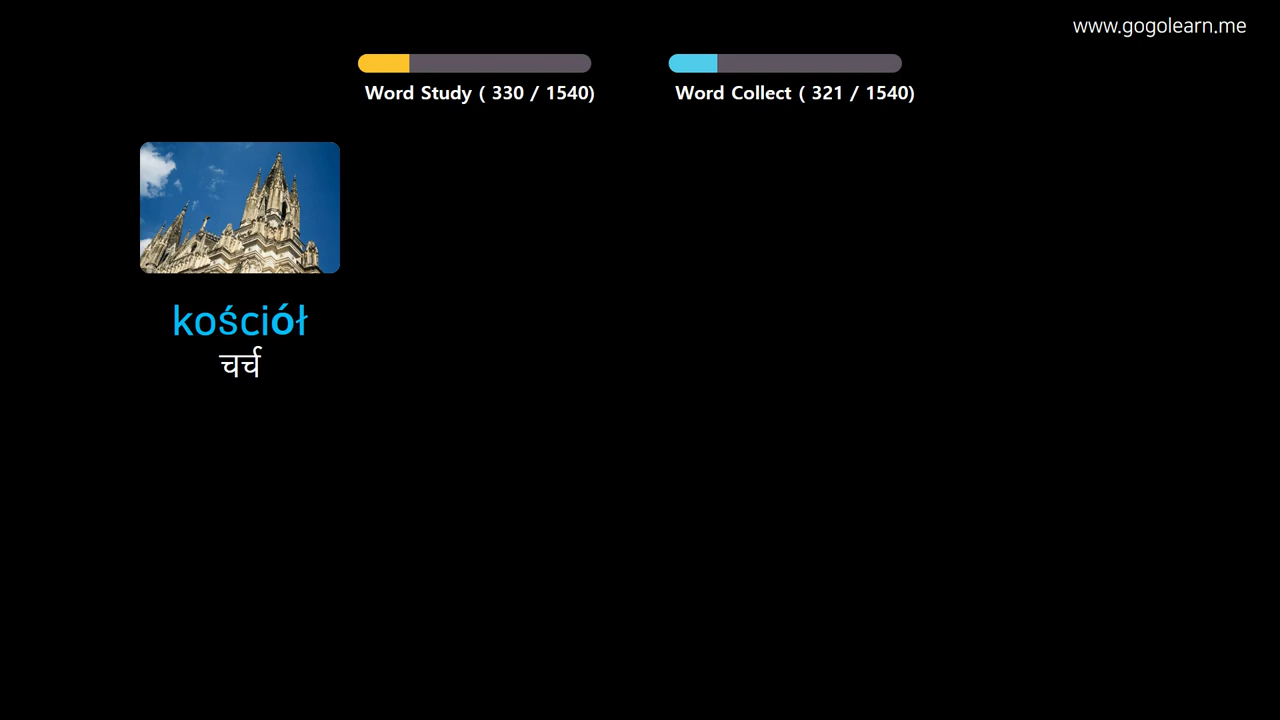 www.gogolearn.me
Word Study ( 330 / 1540)
Word Collect ( 321 / 1540)
kościół
चर्च